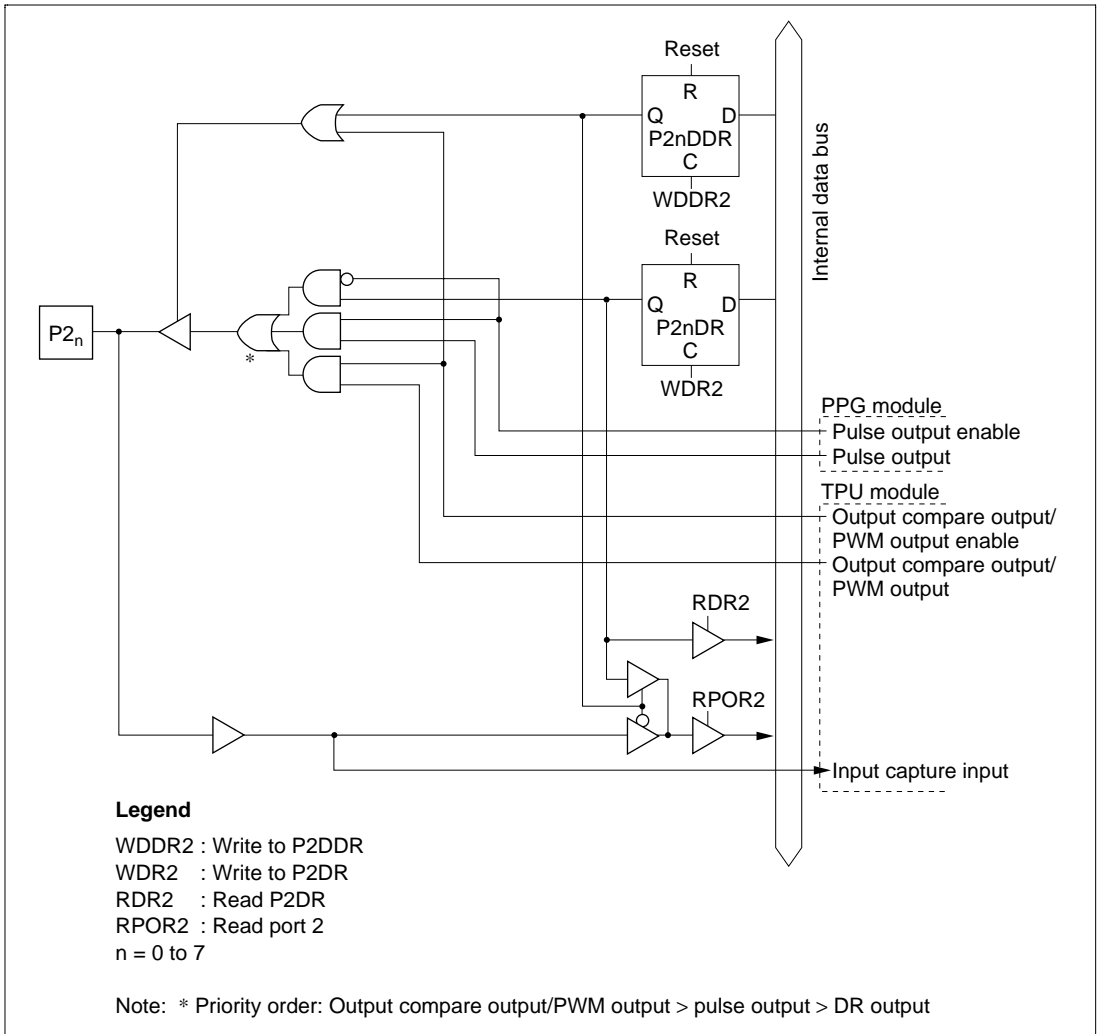 Reset
R
Q D
P2nDDR
C
WDDR2
Internal data bus
Reset
R
Q D
P2nDR
C
WDR2
P2n
*
PPG module
Pulse output enable
Pulse output
TPU module
Output compare output/
PWM output enable
Output compare output/
PWM output
RDR2
RPOR2
Input capture input
Legend
WDDR2 : Write to P2DDR
WDR2 : Write to P2DR
RDR2 : Read P2DR
RPOR2 : Read port 2
n = 0 to 7
Note: * Priority order: Output compare output/PWM output > pulse output > DR output